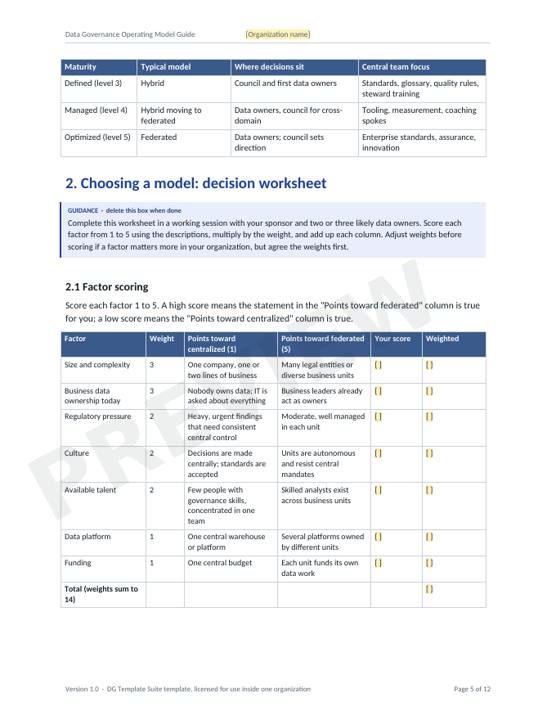 Data Governance Operating Model Guide [Organization name]
Maturity Typical model Where decisions sit Central team focus
Defined (level 3) Hybrid Council and first data owners Standards, glossary, quality rules,
steward training
Managed (level 4) Hybrid moving to Data owners, council for cross- Tooling, measurement, coaching
federated domain spokes
Optimized (level 5) Federated Data owners; council sets Enterprise standards, assurance,
direction innovation
2. Choosing a model: decision worksheet
GUIDANCE - delete this box when done
Complete this worksheet in a working session with your sponsor and two or three likely data owners. Score each
factor from 1 to 5 using the descriptions, multiply by the weight, and add up each column. Adjust weights before
scoring if a factor matters more in your organization, but agree the weights first.
2.1 Factor scoring
Score each factor 1 to 5. A high score means the statement in the "Points toward federated" column is true
for you; a low score means the "Points toward centralized" column is true.
Factor Weight Points toward Points toward federated Your score Weighted
centralized (1) (5)
Size and complexity 3 One company, one or Many legal entities or [ ] [ ]
two lines of business diverse business units
Business data 3 Nobody owns data; IT is Business leaders already [ ] [ ]
ownership today asked about everything act as owners
Regulatory pressure 2 Heavy, urgent findings Moderate, well managed [ ] [ ]
that need consistent in each unit
central control
Culture 2 Decisions are made Units are autonomous [ ] [ ]
centrally; standards are and resist central
accepted mandates
Available talent 2 Few people with Skilled analysts exist [ ] [ ]
governance skills, across business units
concentrated in one
team
Data platform 1 One central warehouse Several platforms owned [ ] [ ]
or platform by different units
Funding 1 One central budget Each unit funds its own [ ] [ ]
data work
Total (weights sum to [ ]
14)
PREVIEW
Version 1.0 - DG Template Suite template, licensed for use inside one organization Page 5 of 12